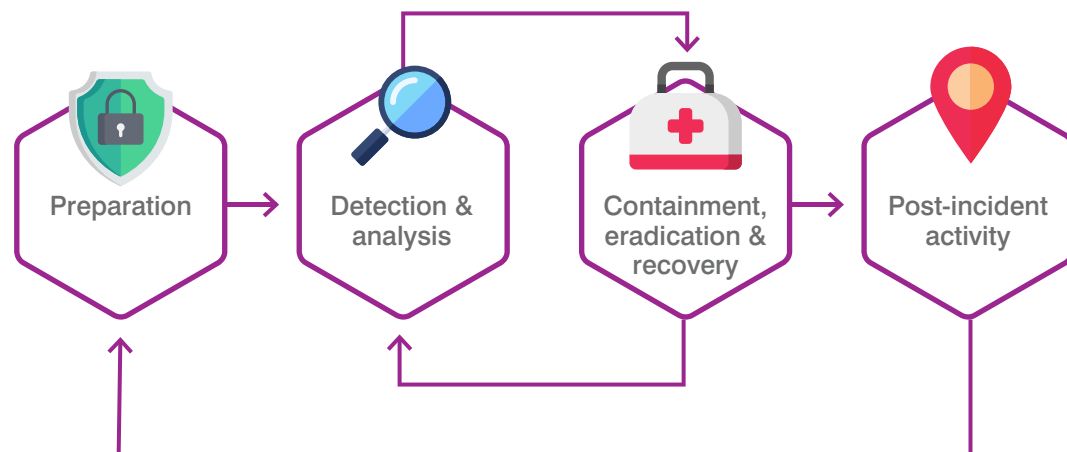 Preparation
Detection &
analysis
Containment,
eradication &
recovery
Post-incident
activity